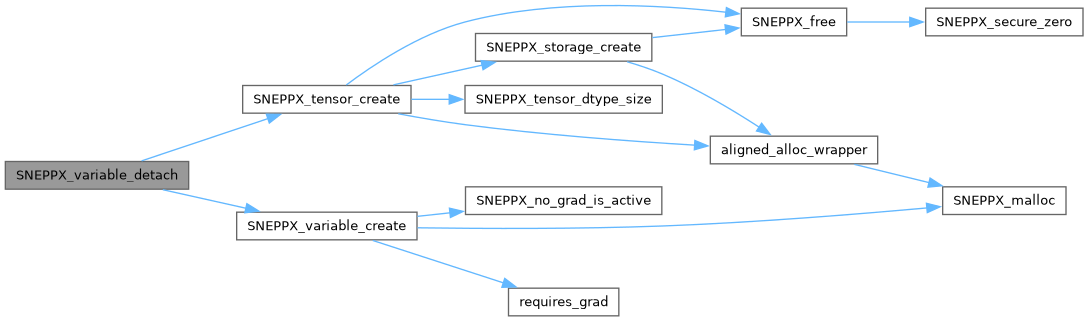 SNEPPX_variable_detach
SNEPPX_tensor_create
SNEPPX_variable_create
SNEPPX_storage_create
SNEPPX_tensor_dtype_size
SNEPPX_no_grad_is_active
requires_grad
SNEPPX_free
aligned_alloc_wrapper
SNEPPX_secure_zero
SNEPPX_malloc